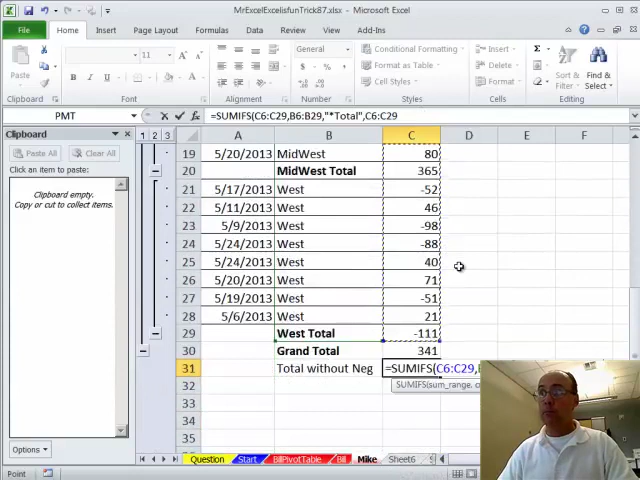 MrExcelExcelisfunTrick87.xlsx - Microsoft Excel
File Home Insert Page Layout Formulas Data Review View Add-Ins
Paste
Clipboard
11
Font
Alignment
General
$ % ,
Number
Conditional Formatting
Format as Table
Cell Styles
Styles
Insert
Delete
Format
Cells
Sort & Filter
Find & Select
Editing
PMT =SUMIFS(C6:C29,B6:B29,"*Total",C6:C29
Clipboard
Paste All Clear All
Click an item to paste:
Clipboard empty.
Copy or cut to collect items.
Options
1 2 3
A B C D E F
19 5/20/2013 MidWest 80
20 MidWest Total 365
21 5/17/2013 West -52
22 5/11/2013 West 46
23 5/9/2013 West -98
24 5/24/2013 West -88
25 5/24/2013 West 40
26 5/20/2013 West 71
27 5/19/2013 West -51
28 5/6/2013 West 21
29 West Total -111
30 Grand Total 341
31 Total without Neg =SUMIFS(C6:C29,B
SUMIFS(sum_range, c
32
33
34
35
Question Start BillPivotTable Bill Mike Sheet6
Point